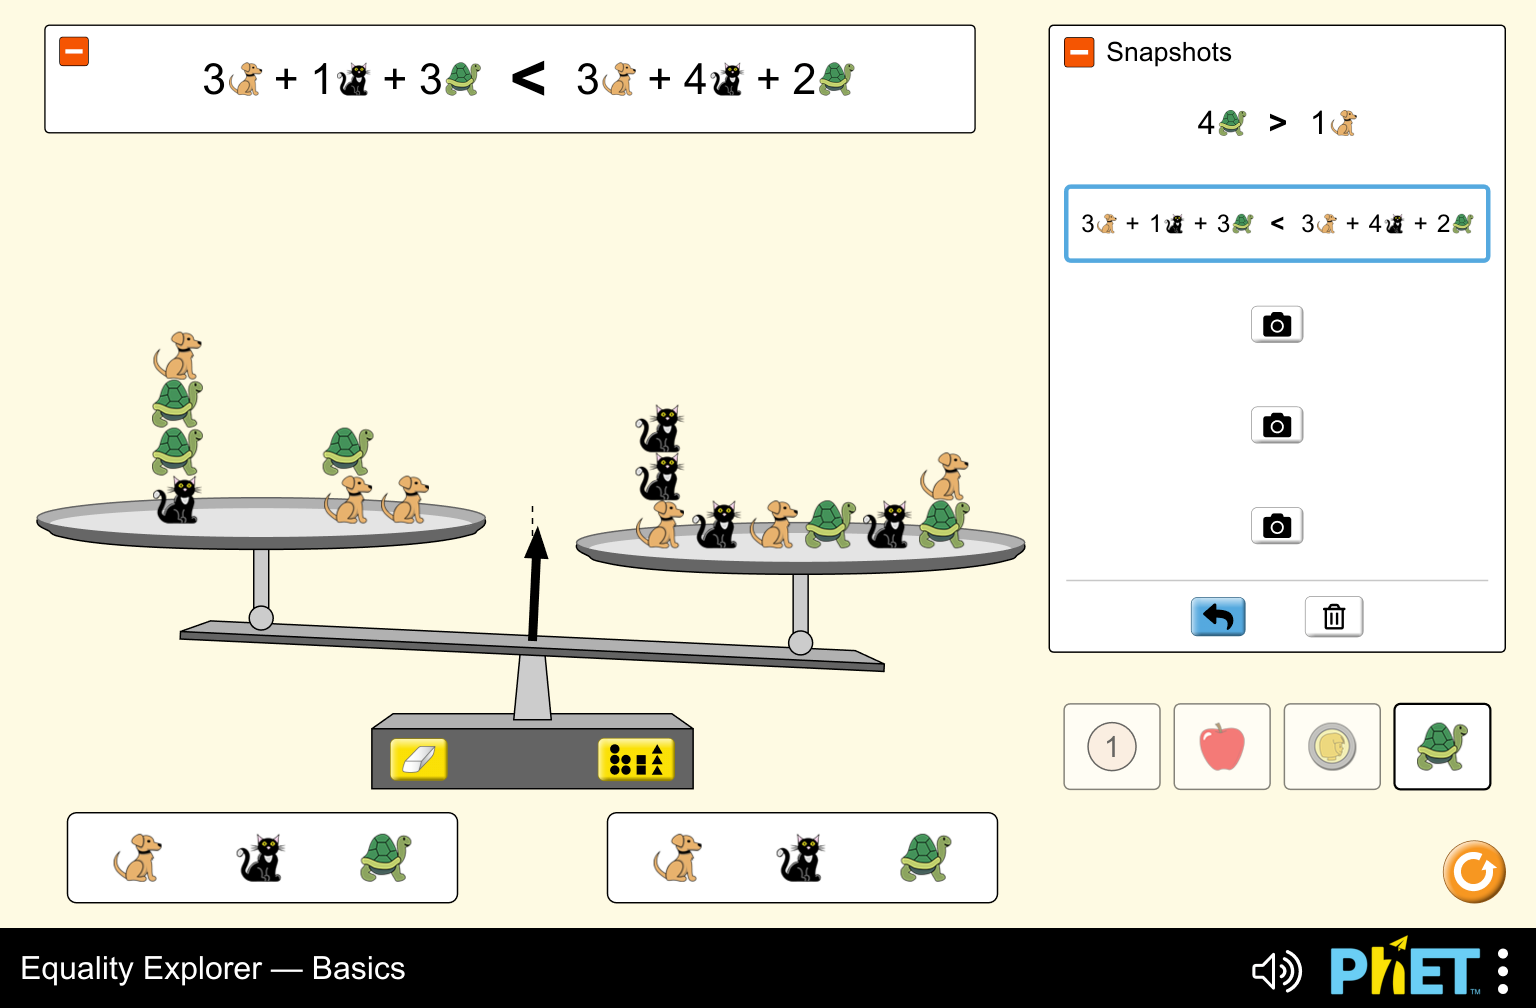 3 + 1 + 3 < 3 + 4 + 2
Snapshots
4 > 1
3 + 1 + 3 < 3 + 4 + 2
1
Equality Explorer — Basics
PhET™